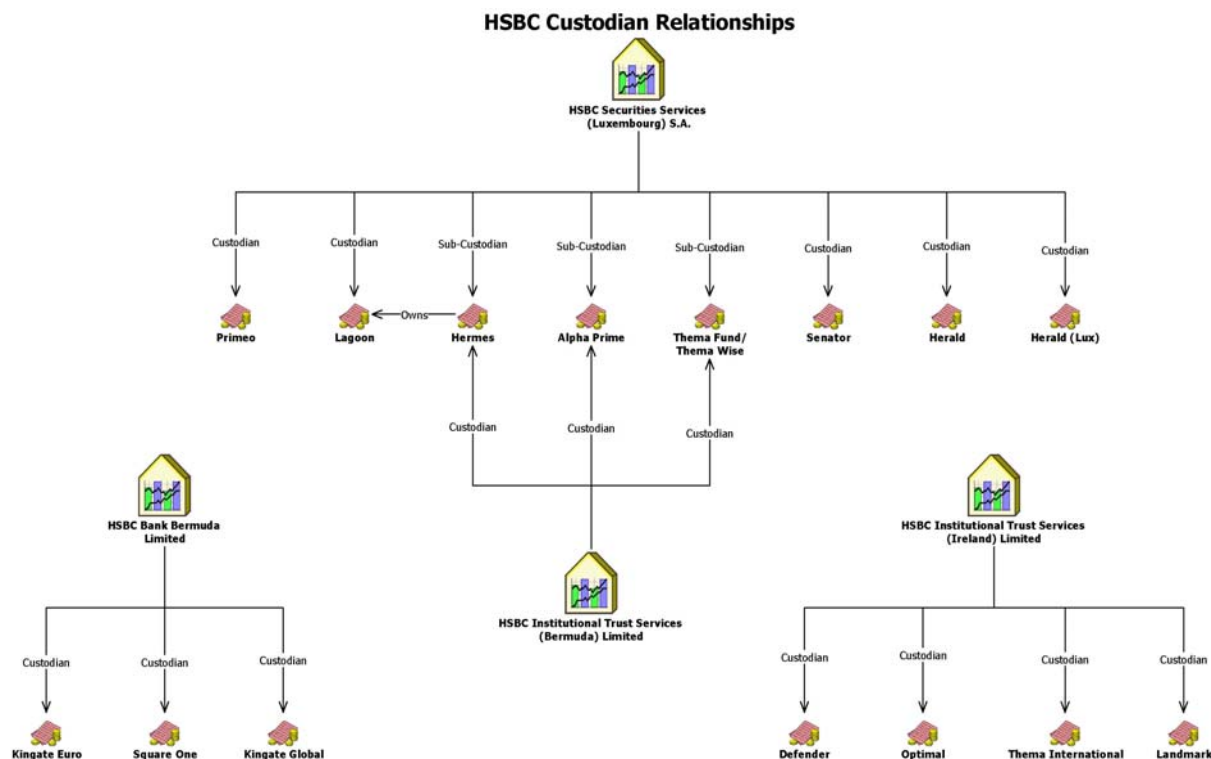 HSBC Custodian Relationships
HSBC Securities Services
(Luxembourg) S.A.
Custodian
Custodian
Sub-Custodian
Sub-Custodian
Sub-Custodian
Custodian
Custodian
Custodian
Owns
Primeo
Lagoon
Hermes
Alpha Prime
Thema Fund/
Thema Wise
Senator
Herald
Herald (Lux)
Custodian
Custodian
Custodian
HSBC Bank Bermuda
Limited
HSBC Institutional Trust Services
(Ireland) Limited
HSBC Institutional Trust Services
(Bermuda) Limited
Custodian
Custodian
Custodian
Custodian
Custodian
Custodian
Custodian
Kingate Euro
Square One
Kingate Global
Defender
Optimal
Thema International
Landmark